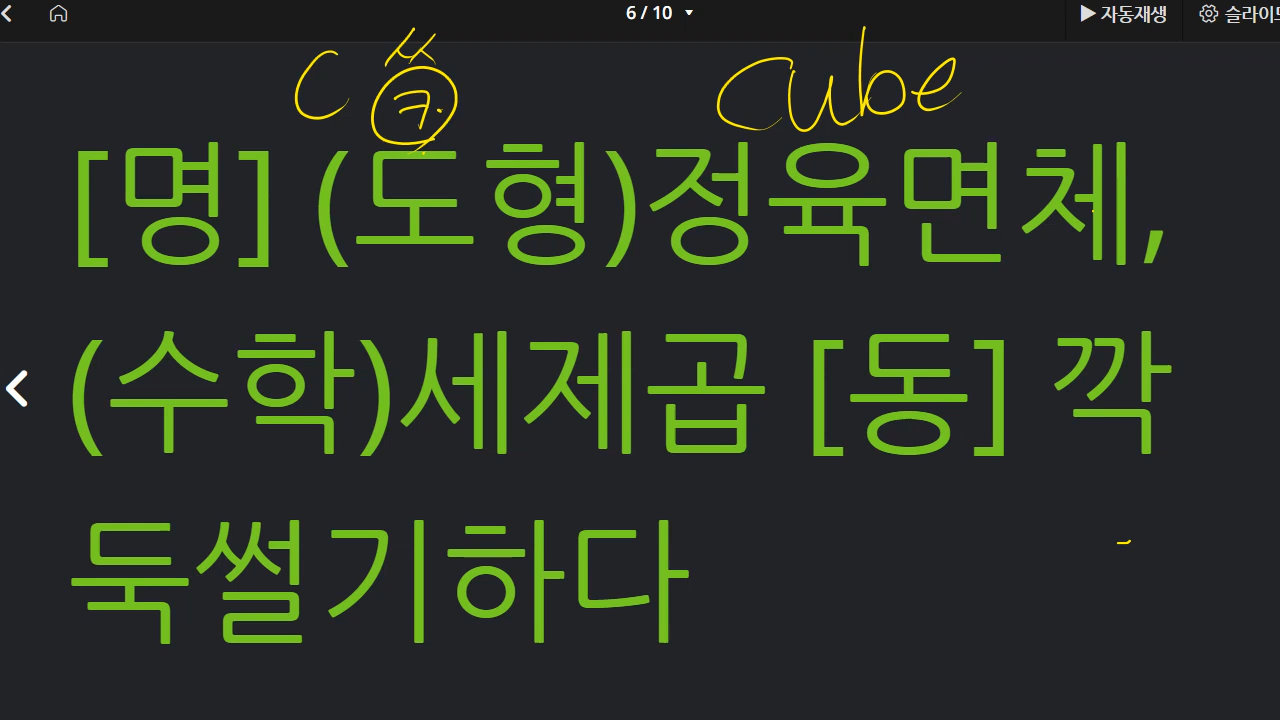 6 / 10 ▼ ▶ 자동재생 슬라이드
C ㅆ ㅋ cube
[명] (도형)정육면체,
(수학)세제곱 [동] 깍
둑썰기하다